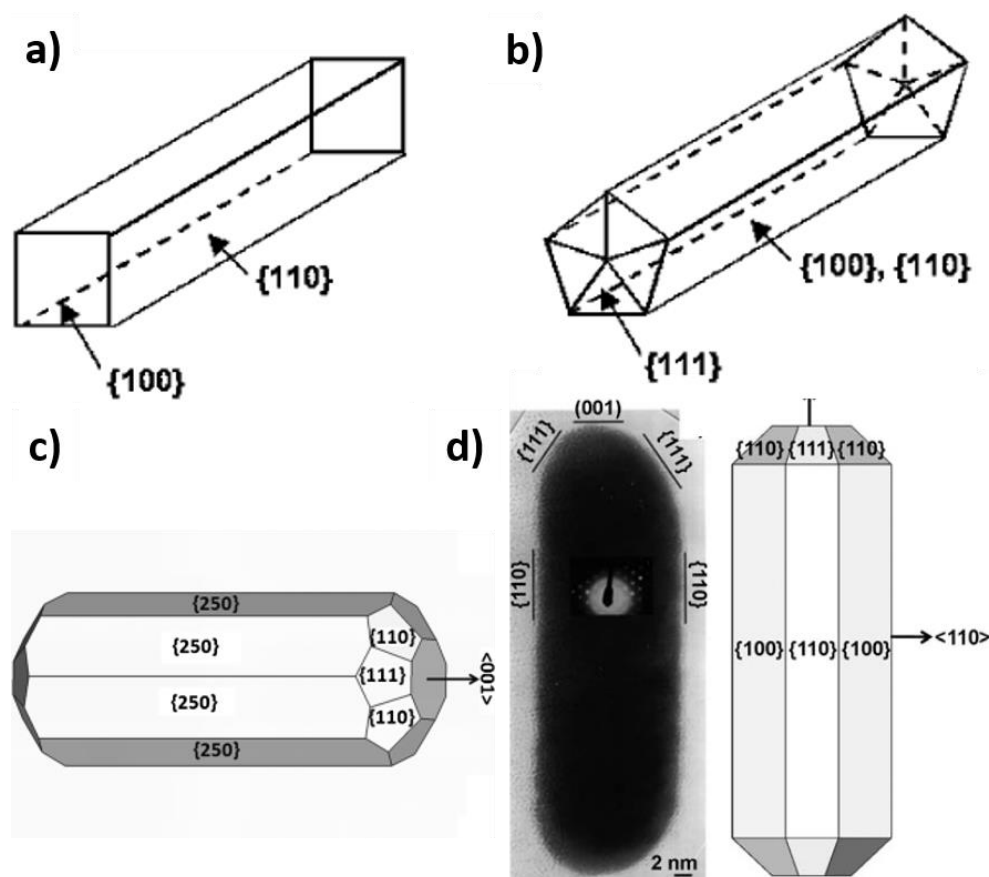 a)
{110}
{100}
b)
{100}, {110}
{111}
c)
{250}
{250}
{250}
{250}
{110}
{111}
{110}
<001>
d)
(001)
{111}
{111}
{110}
{110}
2 nm
{110} {111} {110}
{100} {110} {100}
<110>